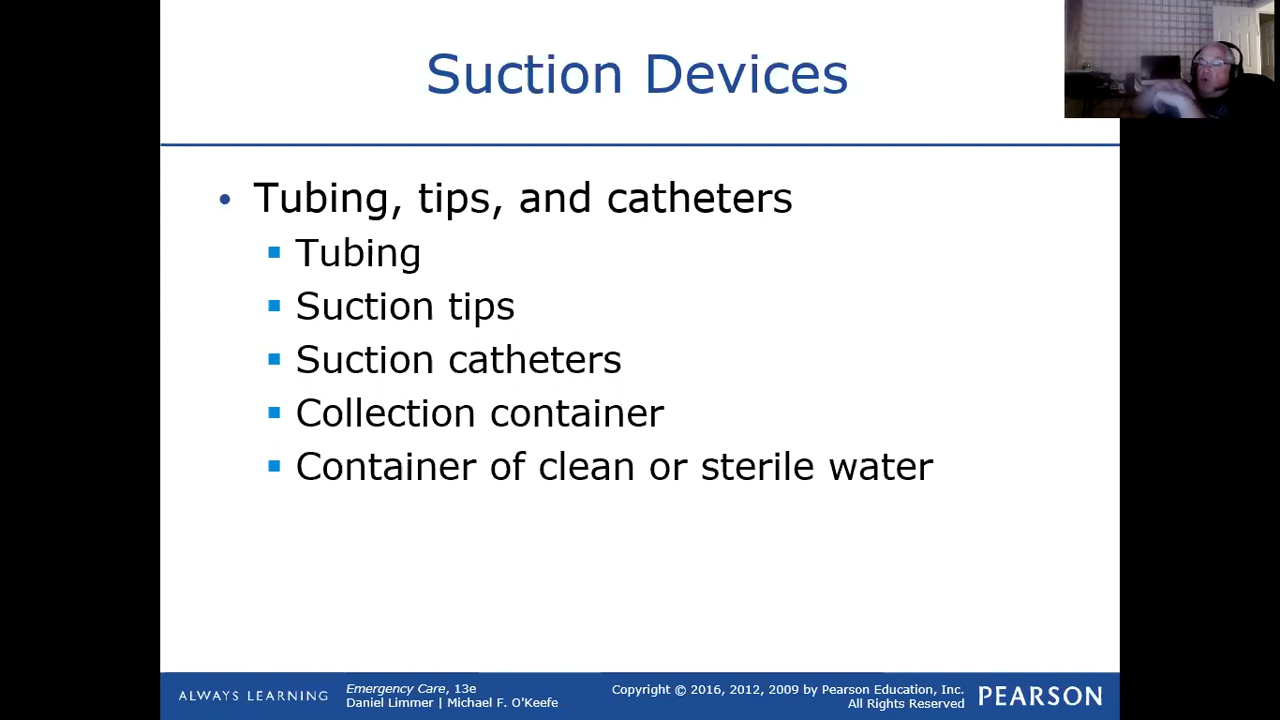 Suction Devices
• Tubing, tips, and catheters
▪ Tubing
▪ Suction tips
▪ Suction catheters
▪ Collection container
▪ Container of clean or sterile water
ALWAYS LEARNING
Emergency Care, 13e
Daniel Limmer | Michael F. O'Keefe
Copyright © 2016, 2012, 2009 by Pearson Education, Inc.
All Rights Reserved
PEARSON